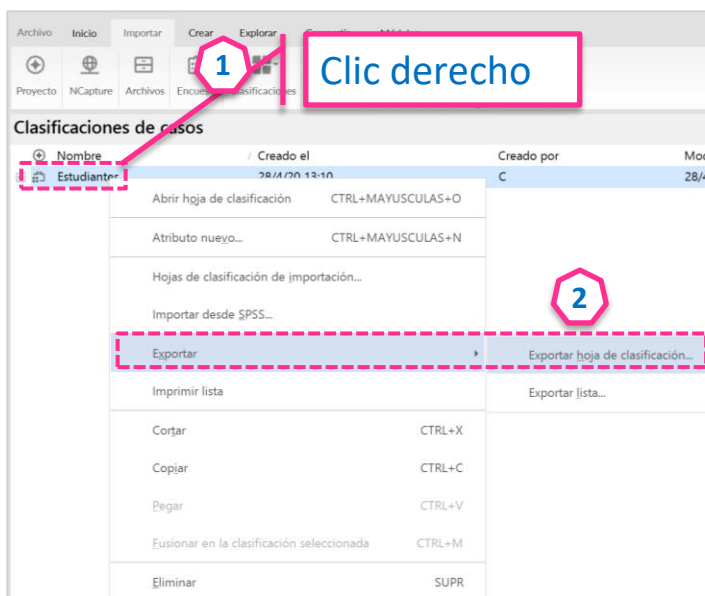 Archivo Inicio Importar Crear Explorar
1
Clic derecho
Proyecto NCapture Archivos
Clasificaciones de casos
Nombre Creado el Creado por
Estudiantes 28/4/20 13:10 C 28/4
Abrir hoja de clasificación CTRL+MAYUSCULAS+O
Atributo nuevo... CTRL+MAYUSCULAS+N
Hojas de clasificación de importación...
Importar desde SPSS...
2
Exportar Exportar hoja de clasificación...
Imprimir lista Exportar lista...
Cortar CTRL+X
Copiar CTRL+C
Pegar CTRL+V
Fusionar en la clasificación seleccionada CTRL+M
Eliminar SUPR